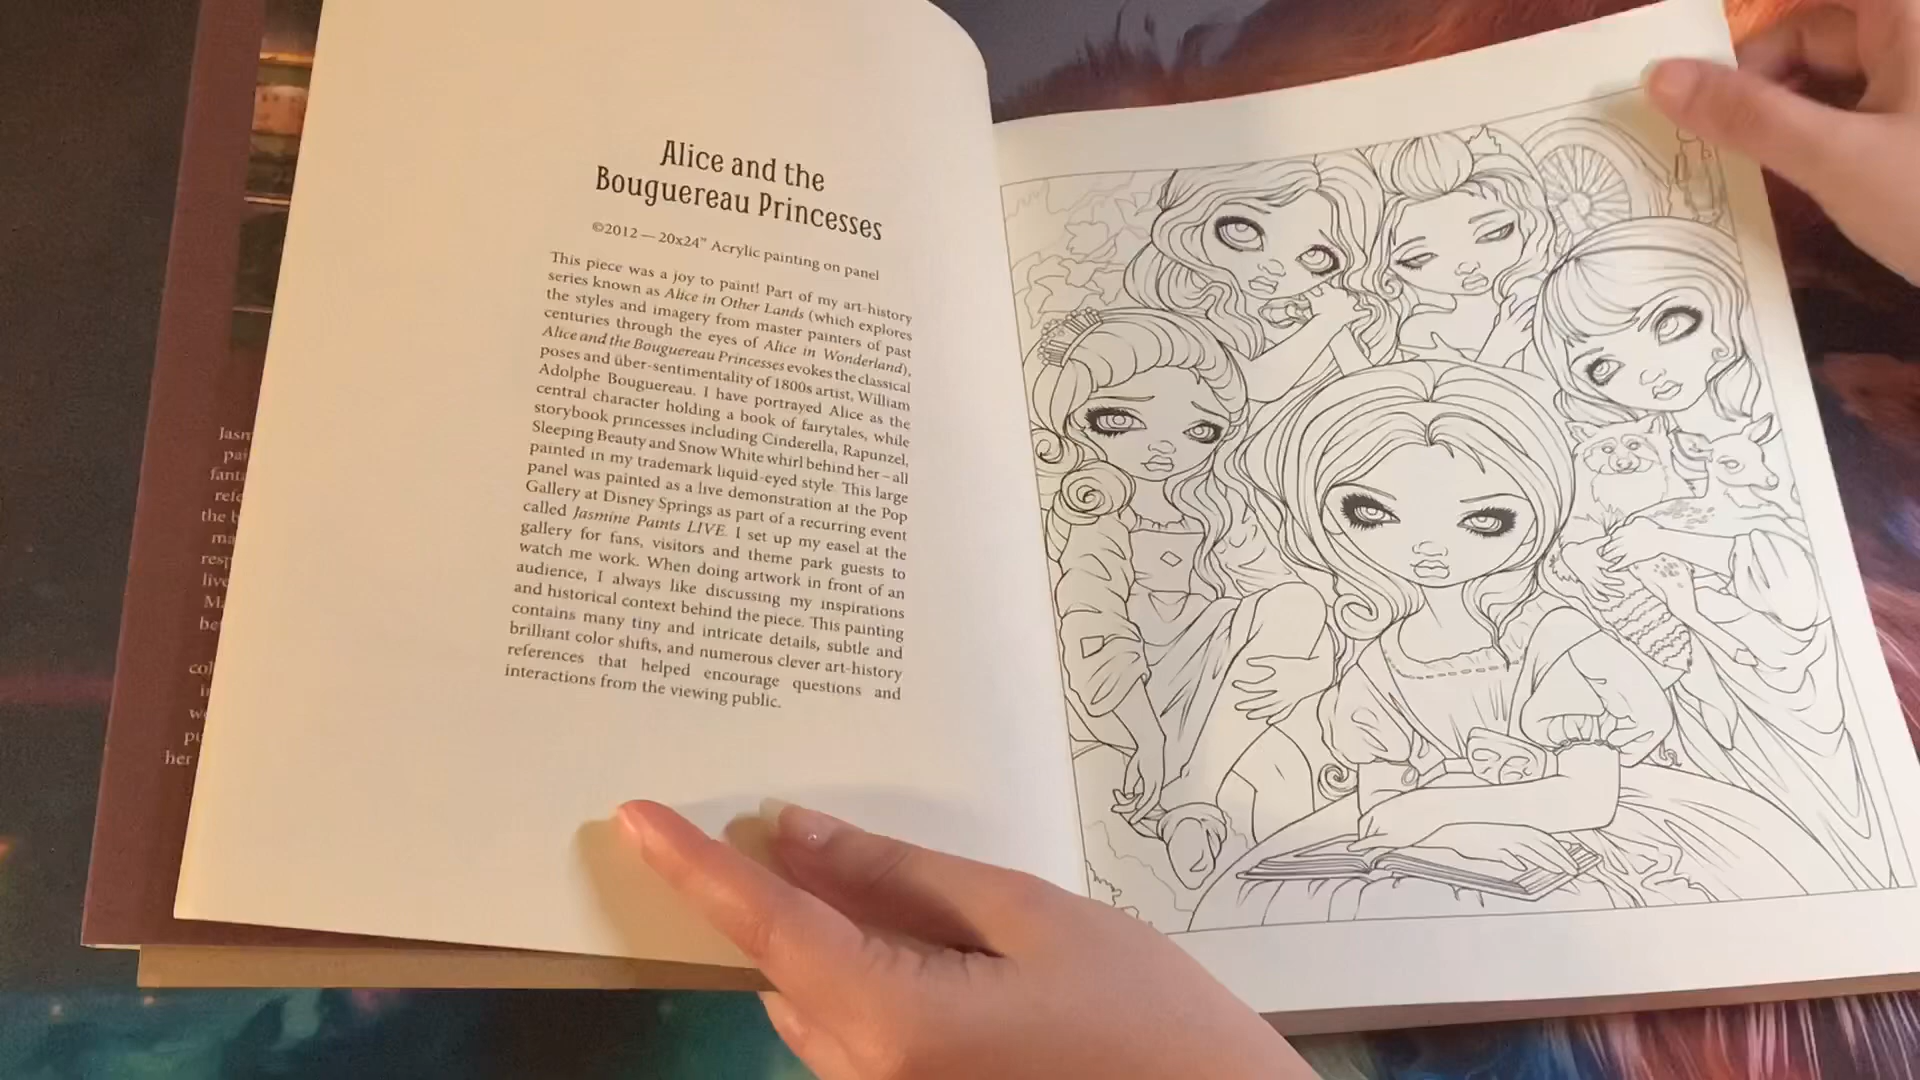 Alice and the
Bouguereau Princesses
©2012 — 20x24" Acrylic painting on panel
This piece was a joy to paint! Part of my art-history
series known as Alice in Other Lands (which explores
the styles and imagery from master painters of past
centuries through the eyes of Alice in Wonderland),
Alice and the Bouguereau Princesses evokes the classical
poses and über-sentimentality of 1800s artist, William
Adolphe Bouguereau. I have portrayed Alice as the
central character holding a book of fairytales, while
storybook princesses including Cinderella, Rapunzel,
Sleeping Beauty and Snow White whirl behind her – all
painted in my trademark liquid-eyed style. This large
panel was painted as a live demonstration at the Pop
Gallery at Disney Springs as part of a recurring event
called Jasmine Paints LIVE. I set up my easel at the
gallery for fans, visitors and theme park guests to
watch me work. When doing artwork in front of an
audience, I always like discussing my inspirations
and historical context behind the piece. This painting
contains many tiny and intricate details, subtle and
brilliant color shifts, and numerous clever art-history
references that helped encourage questions and
interactions from the viewing public.
her